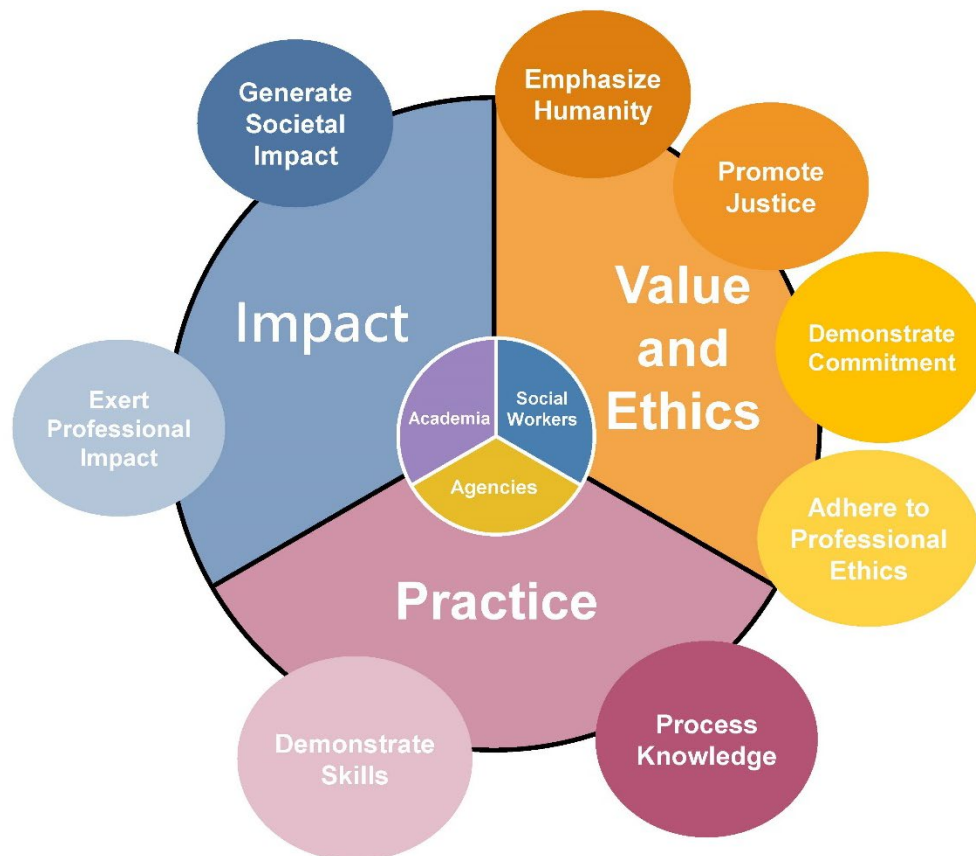 Generate
Societal
Impact
Emphasize
Humanity
Promote
Justice
Value
and
Ethics
Impact
Demonstrate
Commitment
Exert
Professional
Impact
Academia
Social
Workers
Agencies
Adhere to
Professional
Ethics
Practice
Demonstrate
Skills
Process
Knowledge